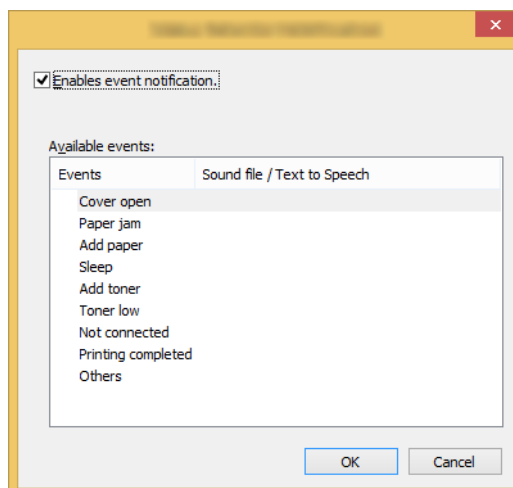 Enables event notification.
Available events:
Events Sound file / Text to Speech
Cover open
Paper jam
Add paper
Sleep
Add toner
Toner low
Not connected
Printing completed
Others
OK Cancel